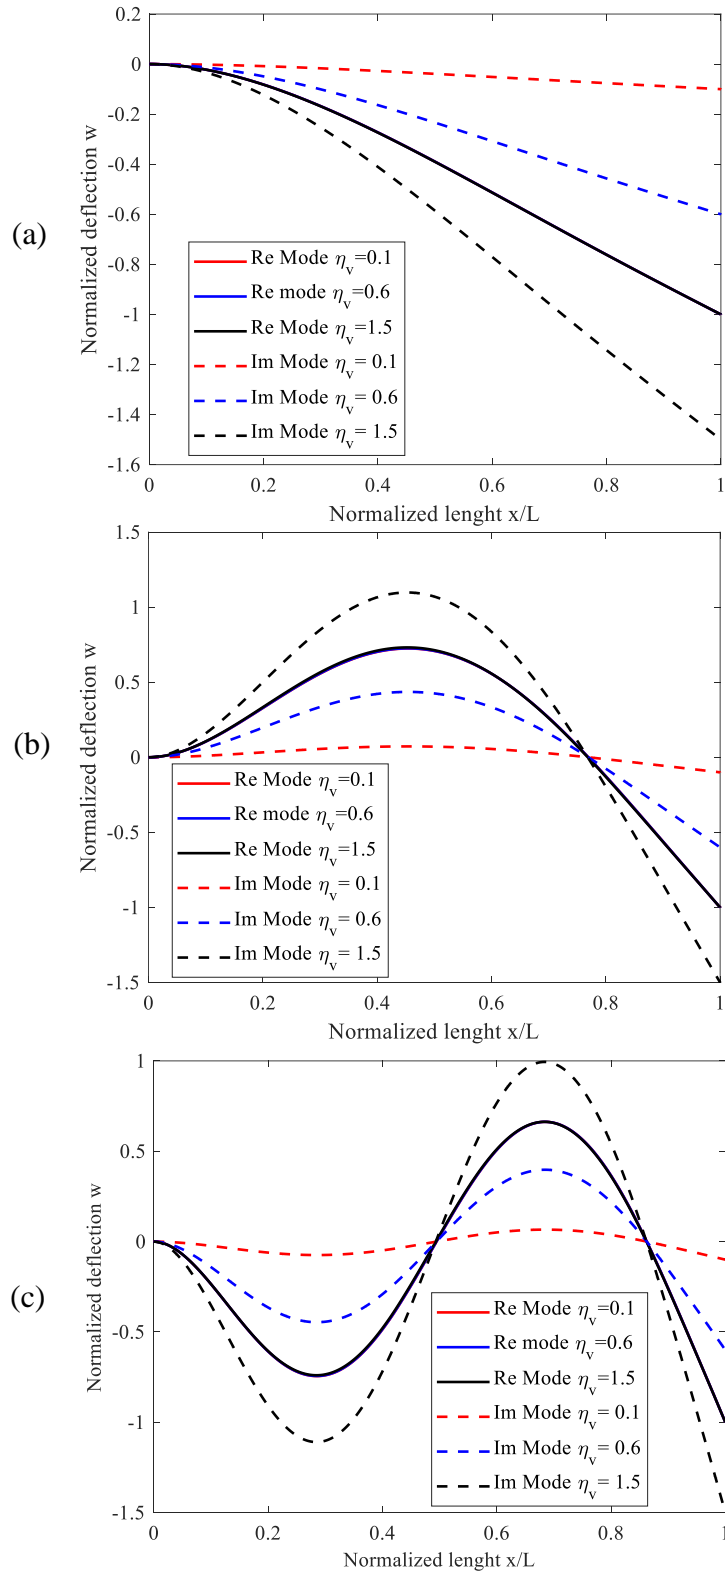 (a)
Normalized deflection w
0.2
0
-0.2
-0.4
-0.6
-0.8
-1
-1.2
-1.4
-1.6
Re Mode η_v=0.1
Re mode η_v=0.6
Re Mode η_v=1.5
Im Mode η_v= 0.1
Im Mode η_v= 0.6
Im Mode η_v= 1.5
0 0.2 0.4 0.6 0.8 1
Normalized lenght x/L
(b)
Normalized deflection w
1.5
1
0.5
0
-0.5
-1
-1.5
Re Mode η_v=0.1
Re mode η_v=0.6
Re Mode η_v=1.5
Im Mode η_v= 0.1
Im Mode η_v= 0.6
Im Mode η_v= 1.5
0 0.2 0.4 0.6 0.8 1
Normalized lenght x/L
(c)
Normalized deflection w
1
0.5
0
-0.5
-1
-1.5
Re Mode η_v=0.1
Re mode η_v=0.6
Re Mode η_v=1.5
Im Mode η_v= 0.1
Im Mode η_v= 0.6
Im Mode η_v= 1.5
0 0.2 0.4 0.6 0.8 1
Normalized lenght x/L